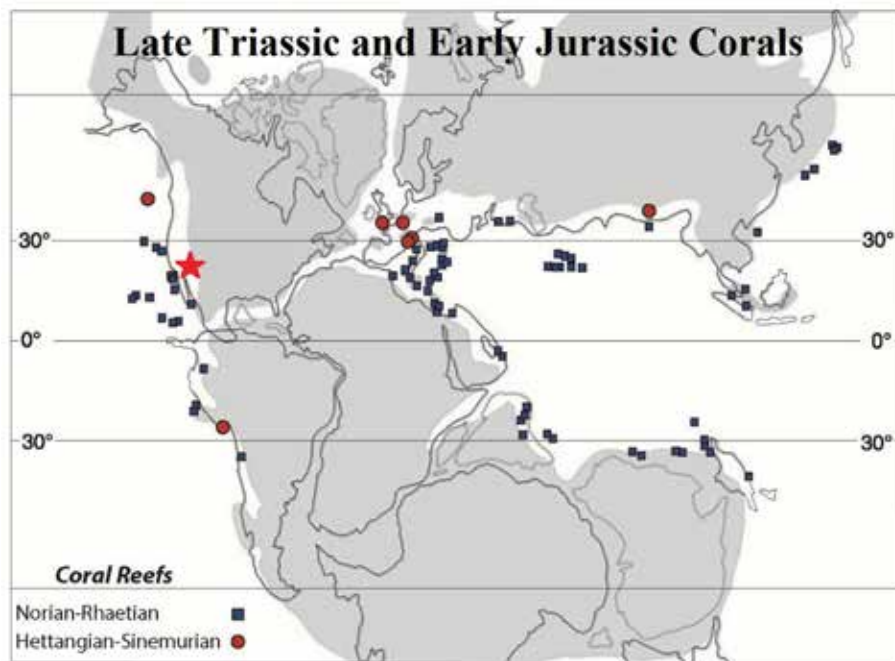 Late Triassic and Early Jurassic Corals
30° 30°
0° 0°
30° 30°
Coral Reefs
Norian-Rhaetian
Hettangian-Sinemurian